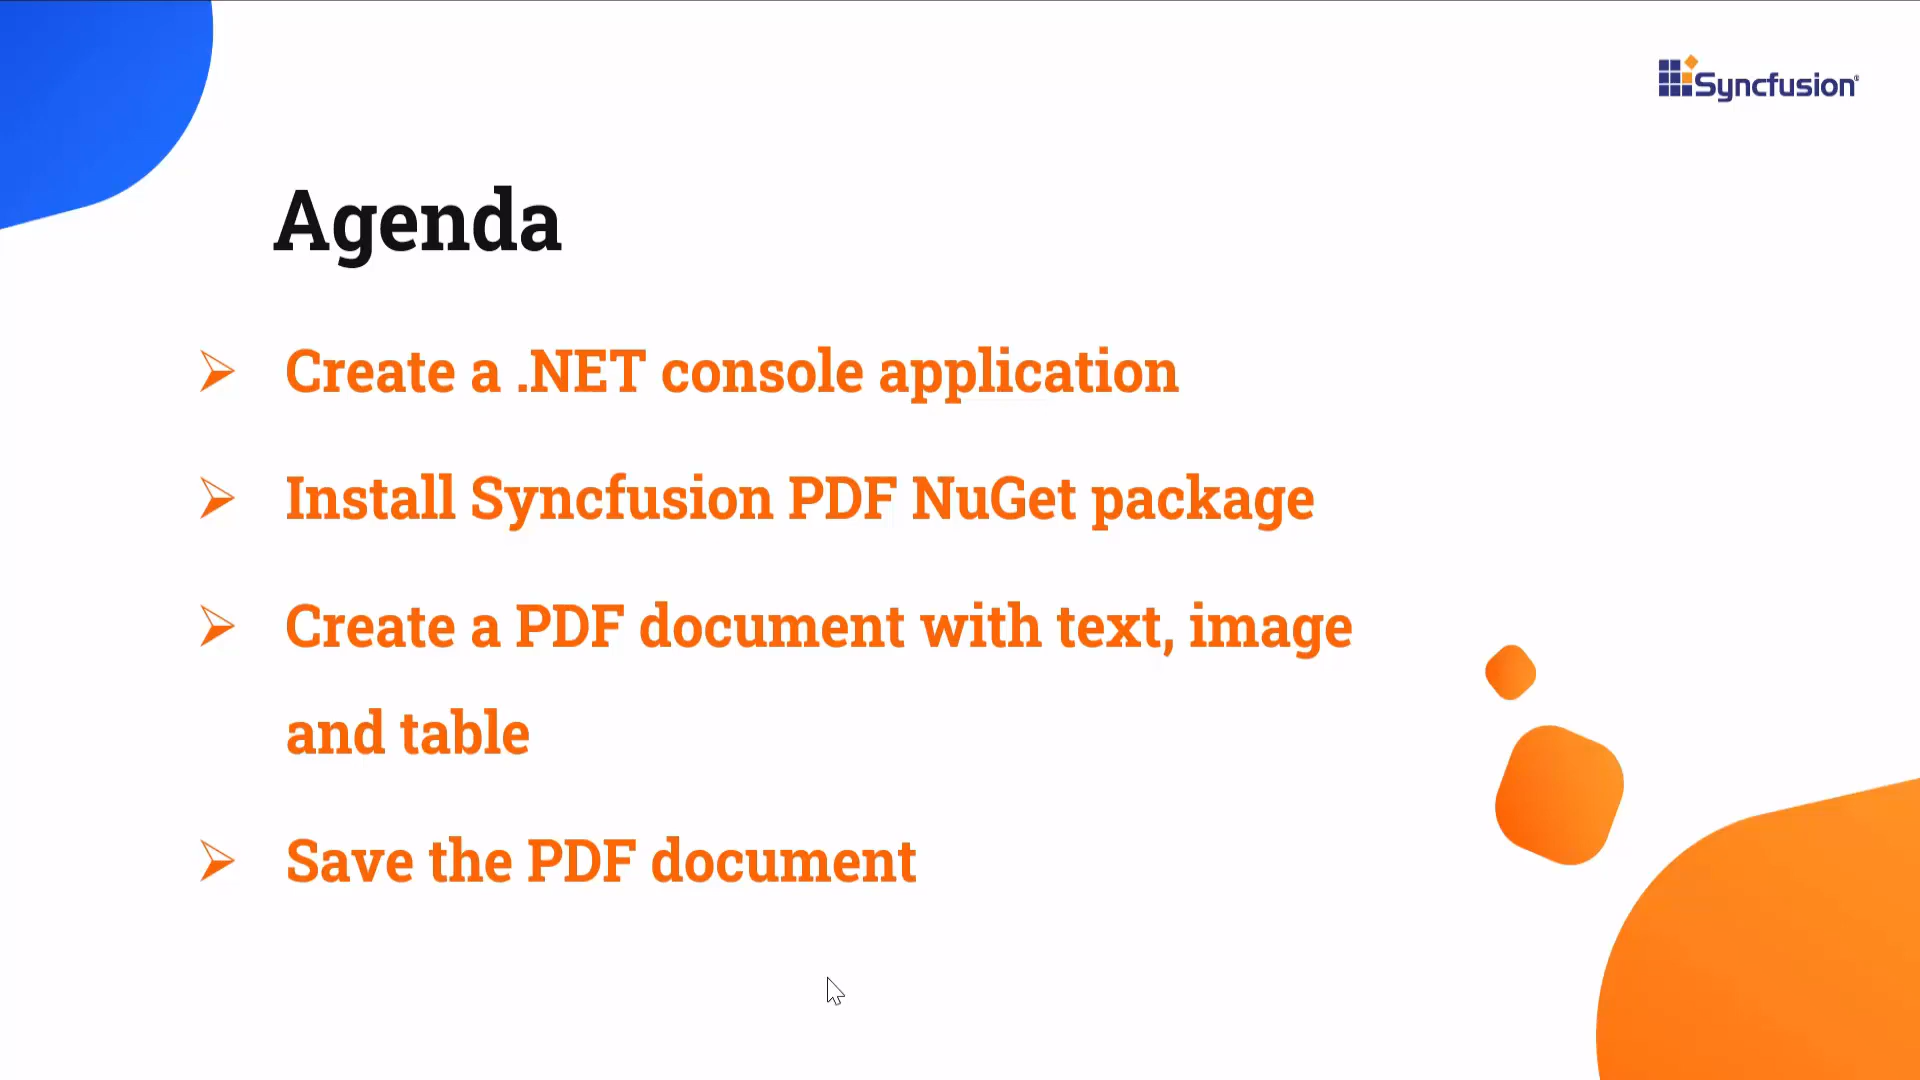 Syncfusion®
Agenda
➢ Create a .NET console application
➢ Install Syncfusion PDF NuGet package
➢ Create a PDF document with text, image
and table
➢ Save the PDF document